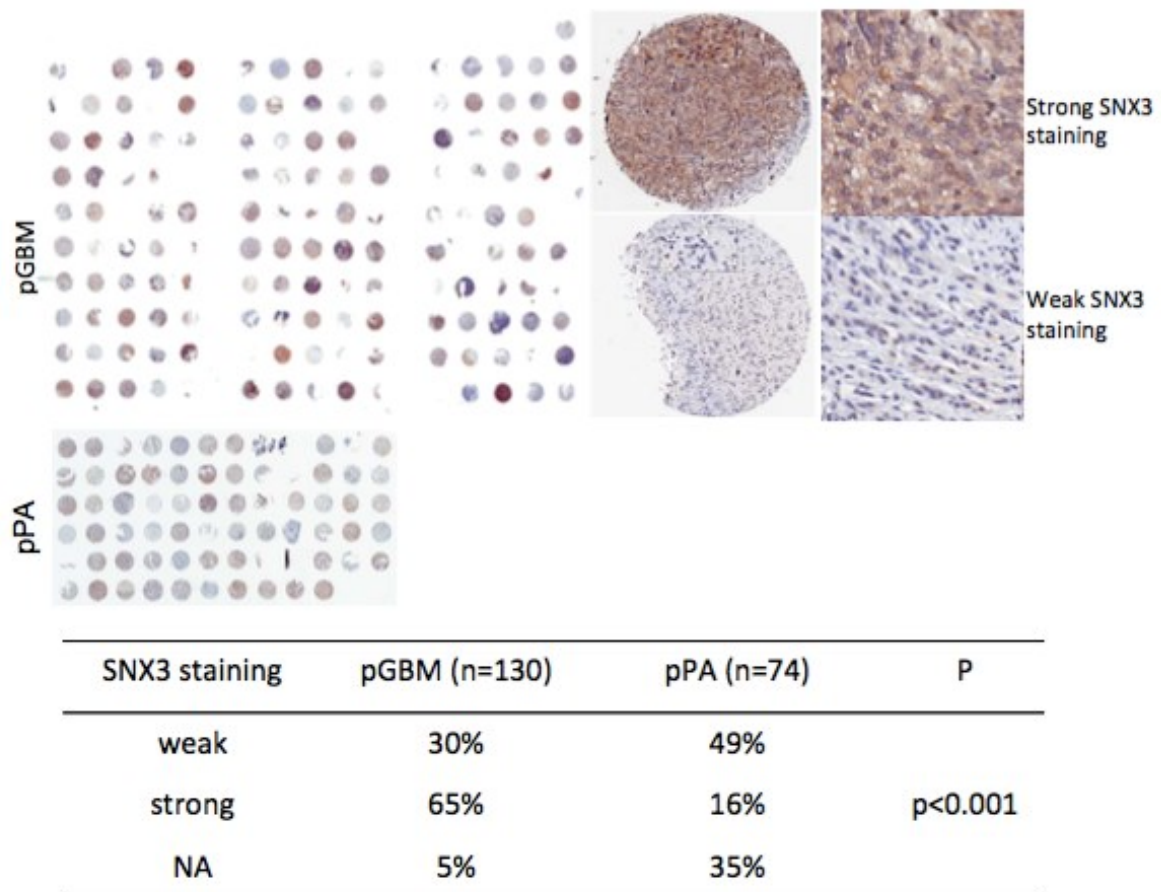 pGBM
Strong SNX3
staining
Weak SNX3
staining
pPA
SNX3 staining pGBM (n=130) pPA (n=74) P
weak 30% 49%
strong 65% 16% p<0.001
NA 5% 35%